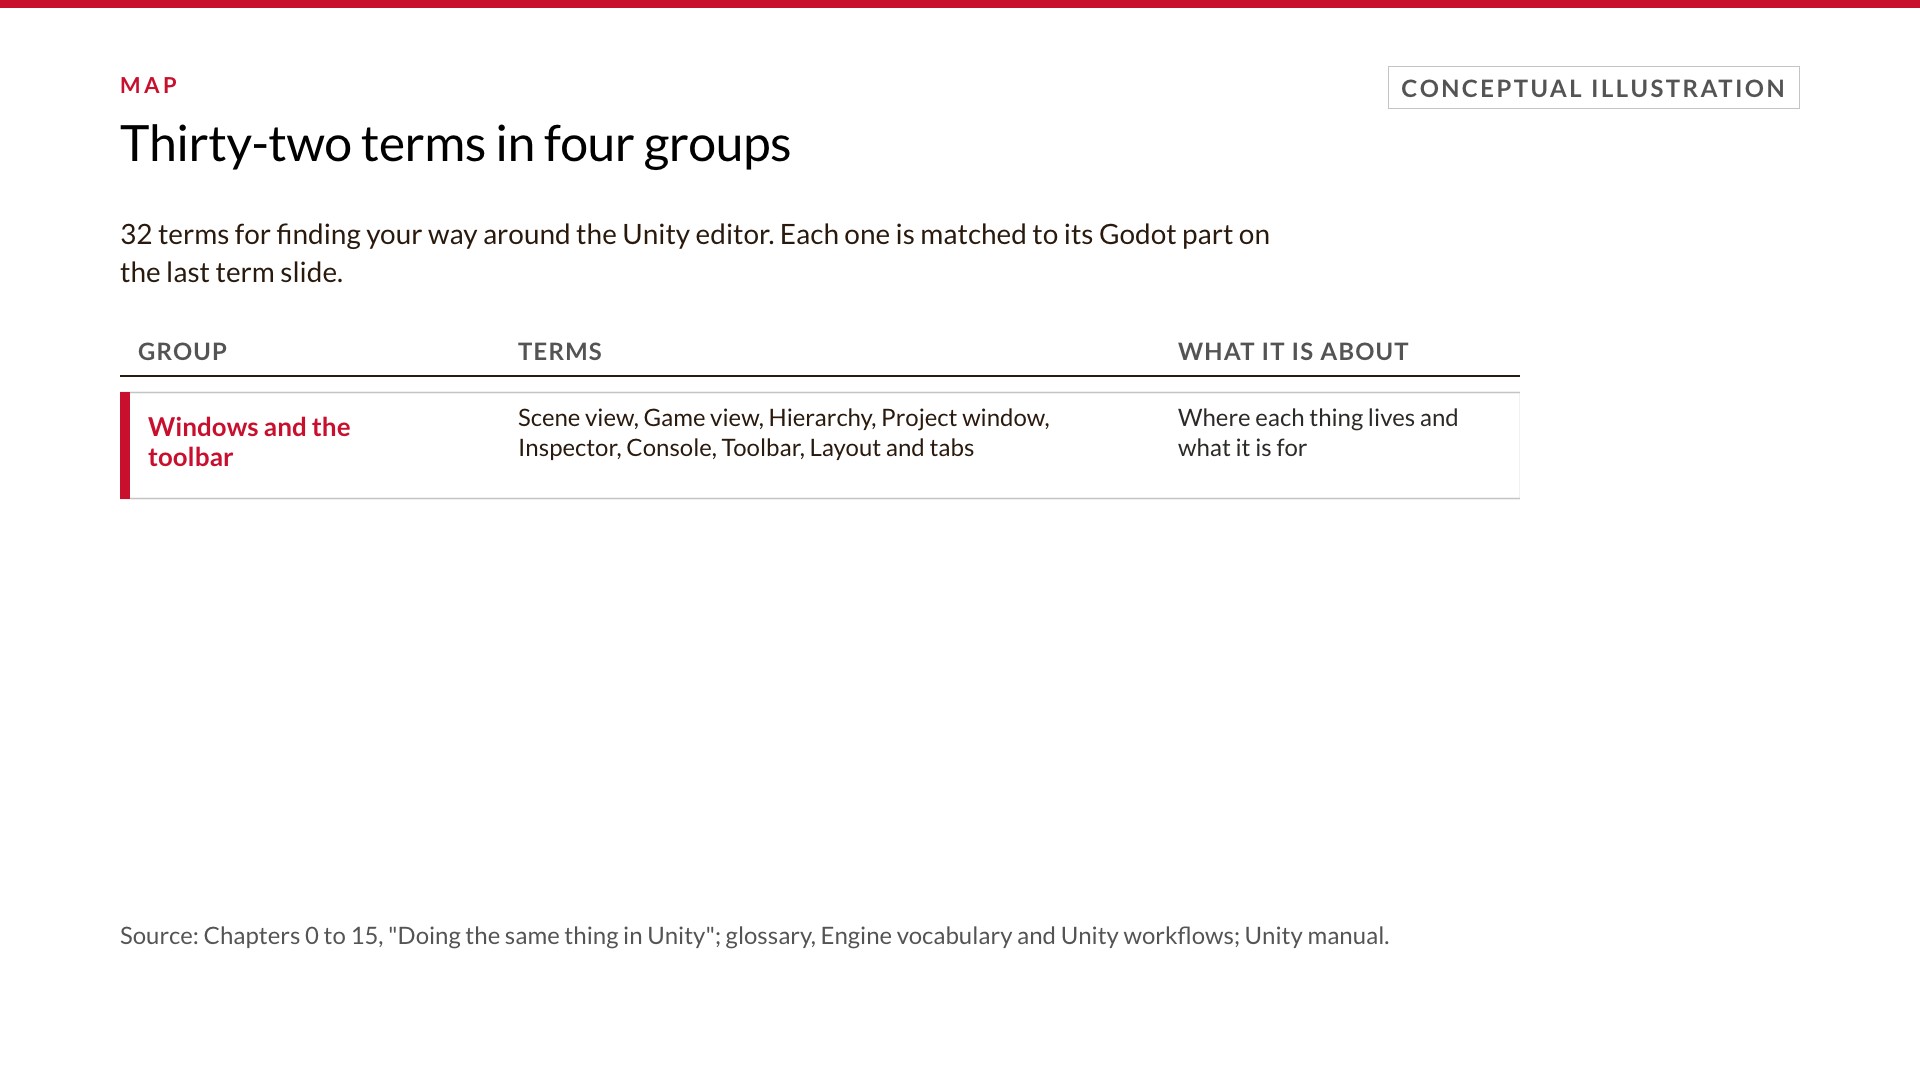 MAP
CONCEPTUAL ILLUSTRATION
Thirty-two terms in four groups
32 terms for finding your way around the Unity editor. Each one is matched to its Godot part on
the last term slide.
GROUP TERMS WHAT IT IS ABOUT
Windows and the
toolbar
Scene view, Game view, Hierarchy, Project window,
Inspector, Console, Toolbar, Layout and tabs
Where each thing lives and
what it is for
Source: Chapters 0 to 15, "Doing the same thing in Unity"; glossary, Engine vocabulary and Unity workflows; Unity manual.